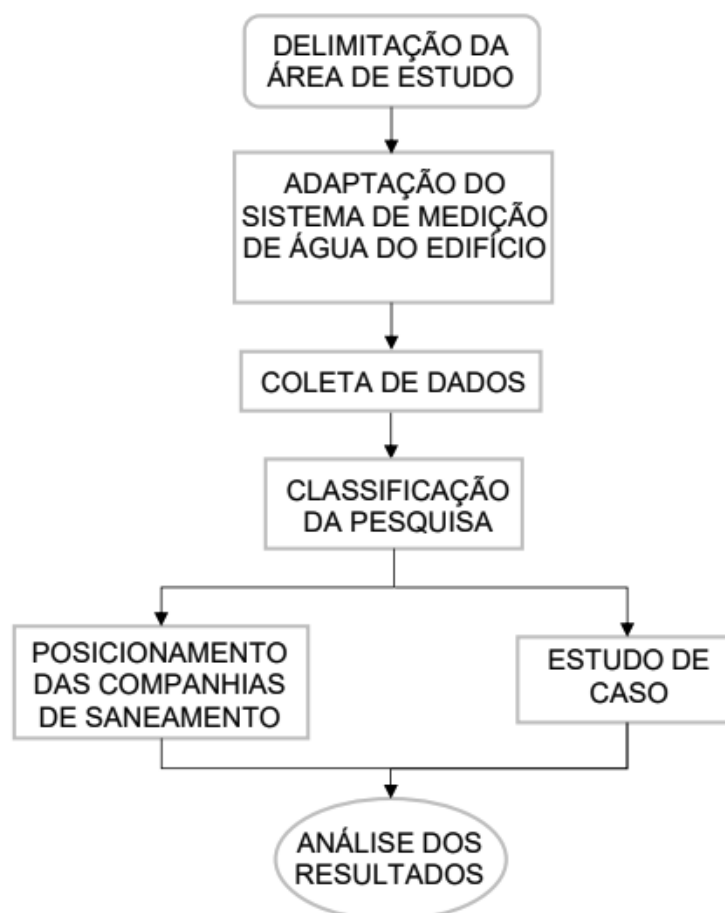 DELIMITAÇÃO DA
ÁREA DE ESTUDO
ADAPTAÇÃO DO
SISTEMA DE MEDIÇÃO
DE ÁGUA DO EDIFÍCIO
COLETA DE DADOS
CLASSIFICAÇÃO
DA PESQUISA
POSICIONAMENTO
DAS COMPANHIAS
DE SANEAMENTO
ESTUDO DE
CASO
ANÁLISE DOS
RESULTADOS